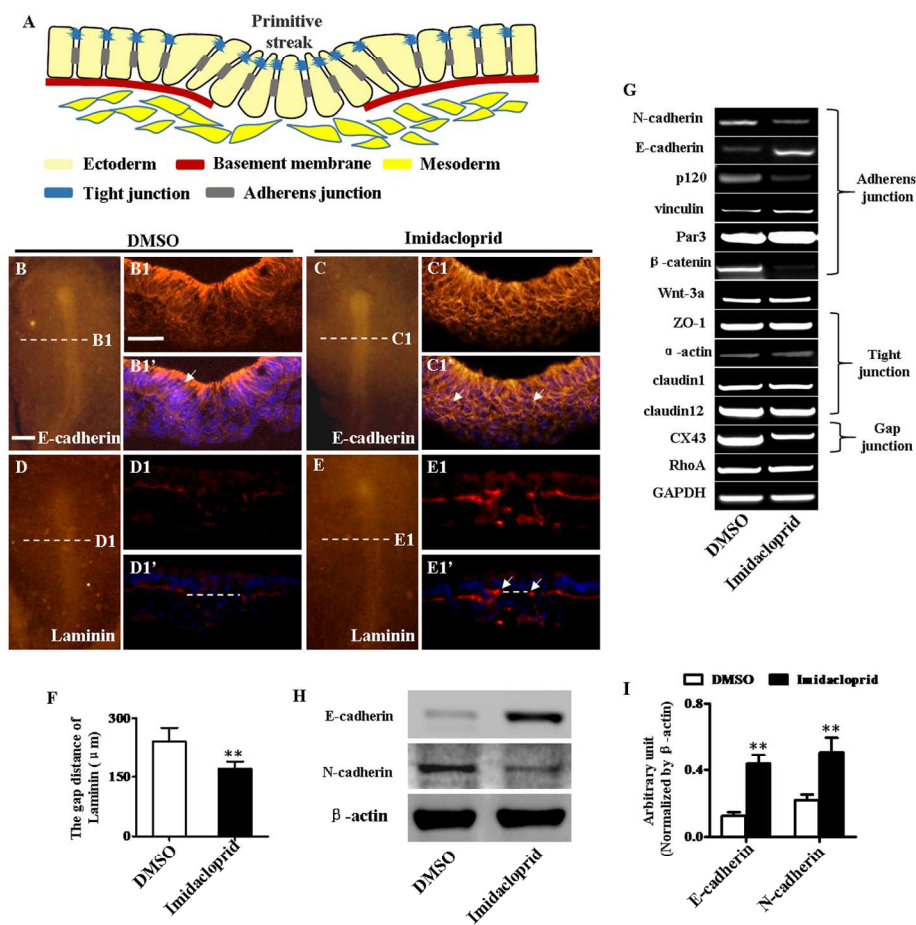 A
Primitive
streak
Ectoderm
Basement membrane
Mesoderm
Tight junction
Adherens junction
DMSO
Imidacloprid
B
B1
E-cadherin
B1
B1’
C
C1
E-cadherin
C1
C1’
D
D1
Laminin
D1
D1’
E
E1
Laminin
E1
E1’
F
The gap distance of
Laminin (μm)
300
150
0
**
DMSO
Imidacloprid
G
N-cadherin
E-cadherin
p120
vinculin
Par3
β-catenin
Wnt-3a
ZO-1
α-actin
claudin1
claudin12
CX43
RhoA
GAPDH
Adherens
junction
Tight
junction
Gap
junction
DMSO
Imidacloprid
H
E-cadherin
N-cadherin
β-actin
DMSO
Imidacloprid
I
DMSO
Imidacloprid
Arbitrary unit
(Normalized by β-actin)
0.8
0.4
0.0
**
**
E-cadherin
N-cadherin